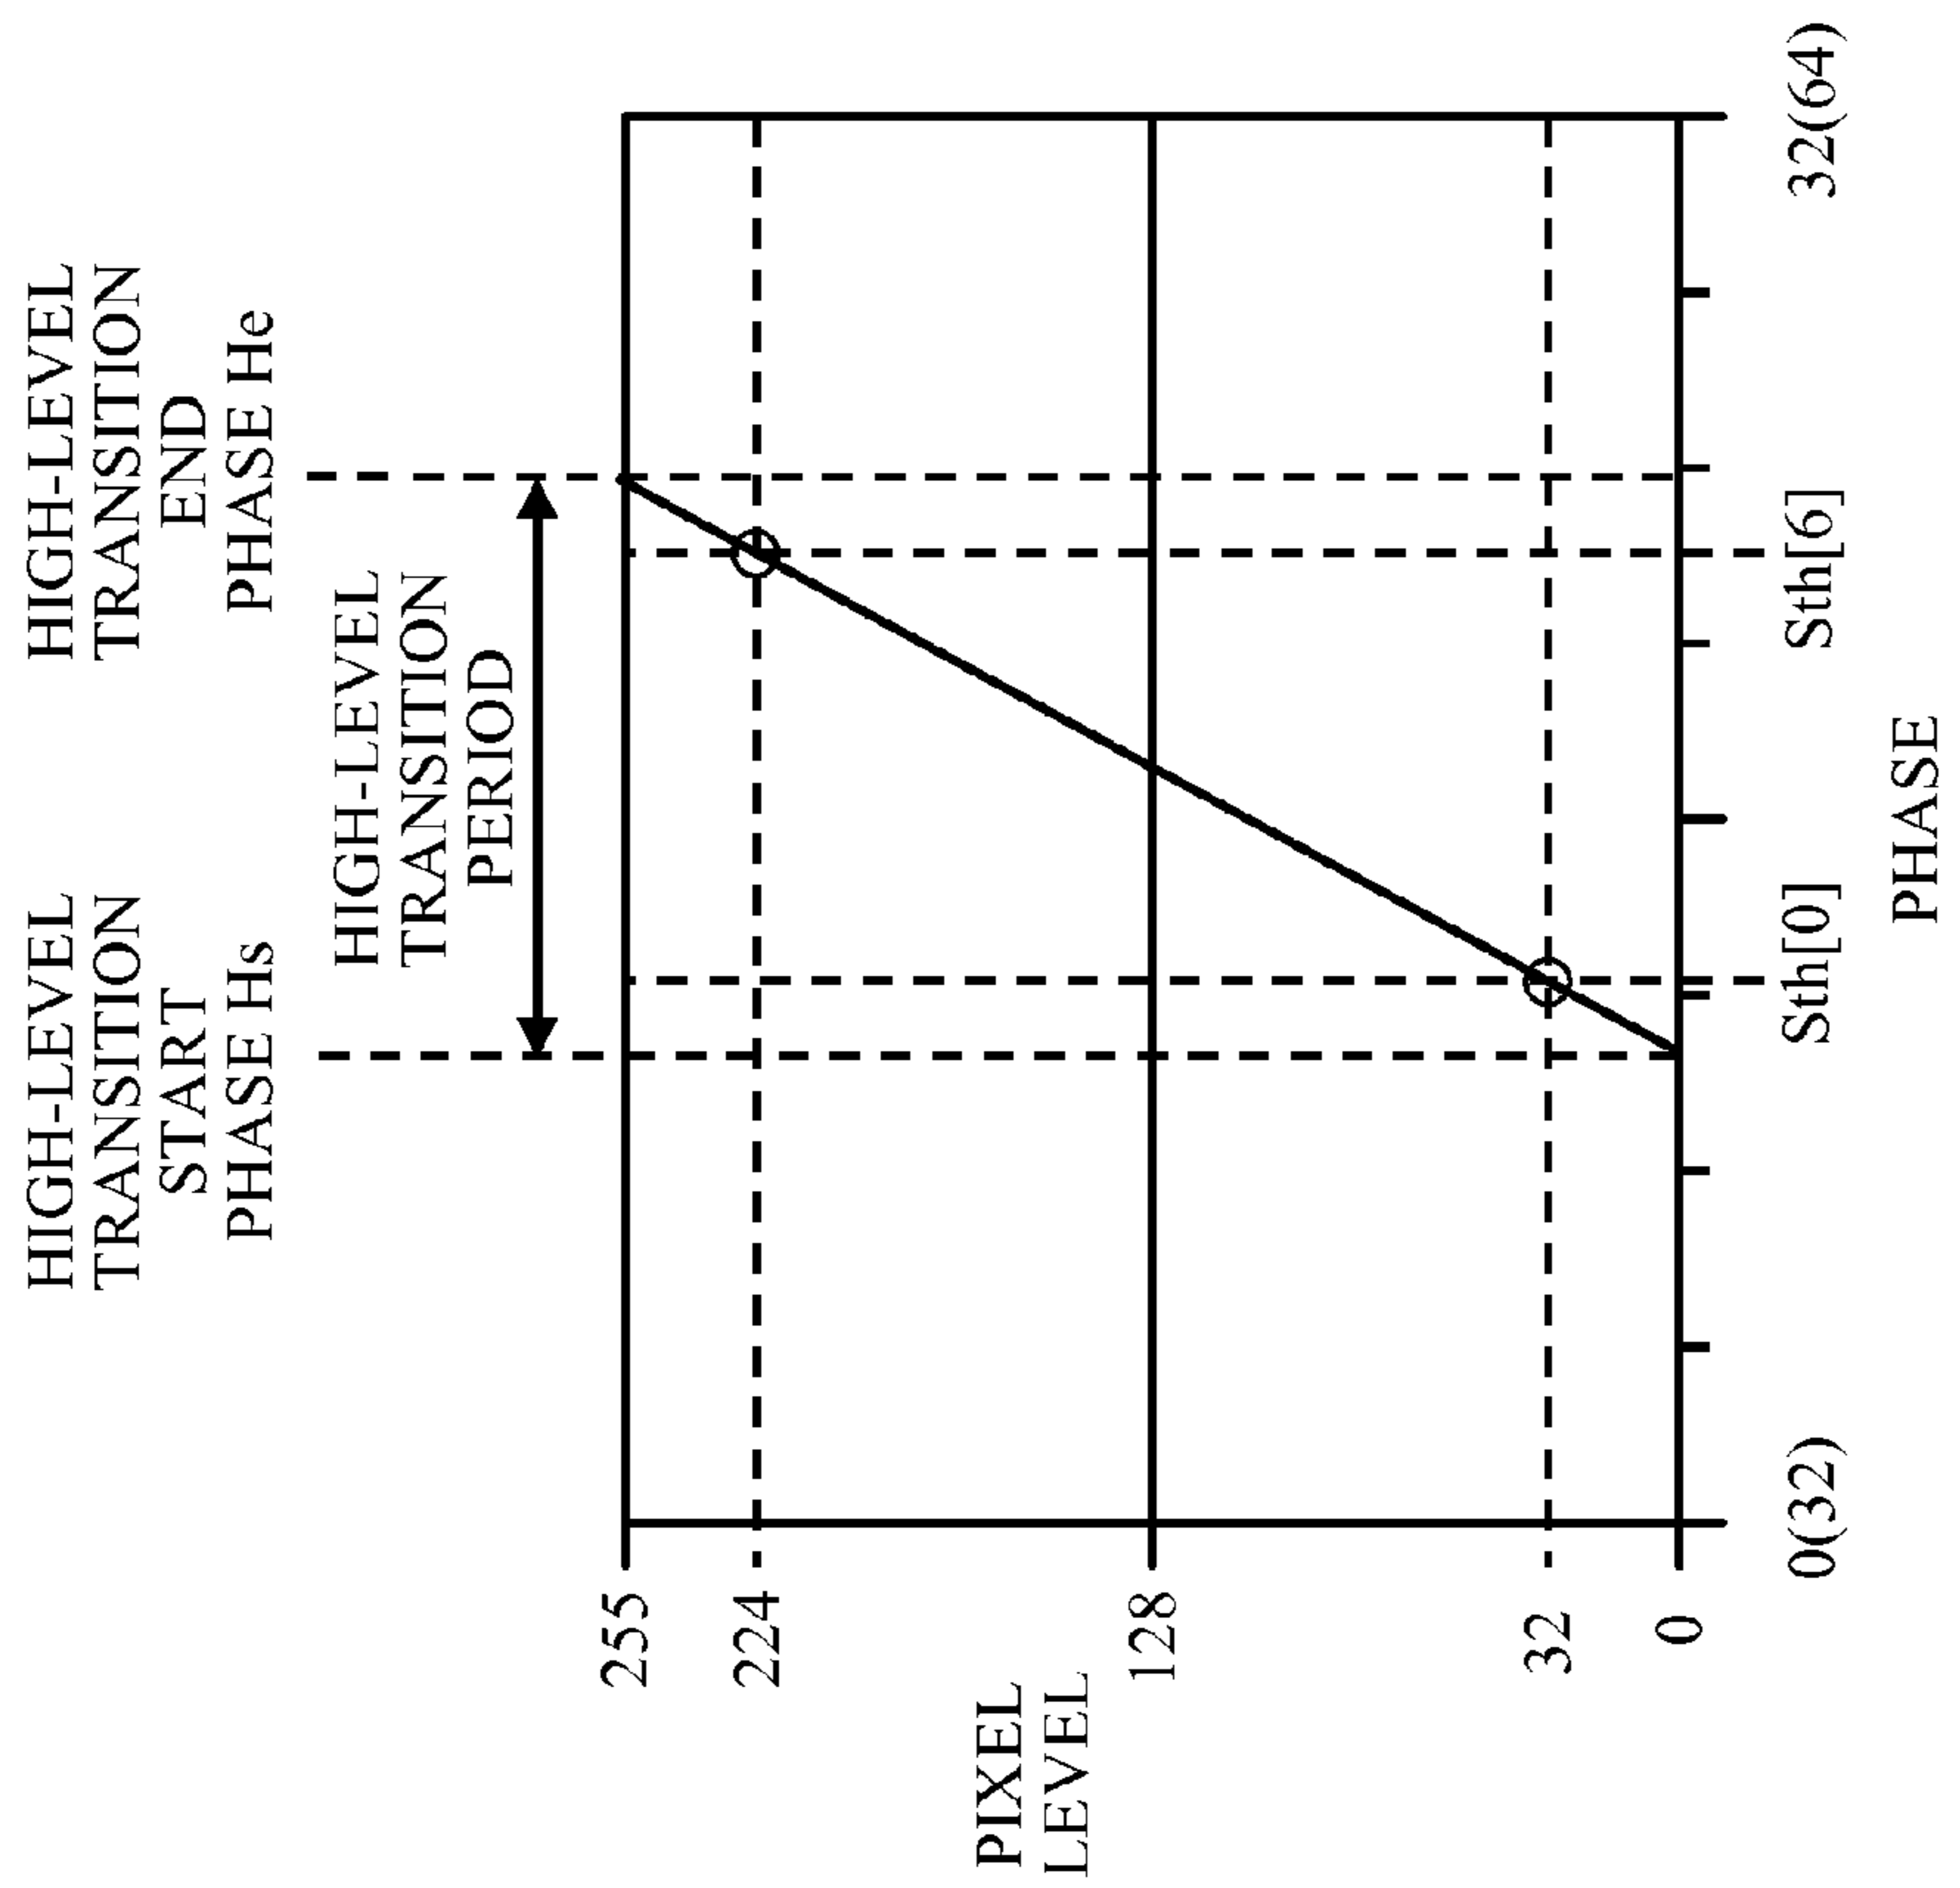 HIGH-LEVEL
TRANSITION
START
PHASE Hs
HIGH-LEVEL
TRANSITION
END
PHASE He
HIGH-LEVEL
TRANSITION
PERIOD
255
224
PIXEL
LEVEL
128
32
0
0(32)
Sth[0]
Sth[6]
32(64)
PHASE